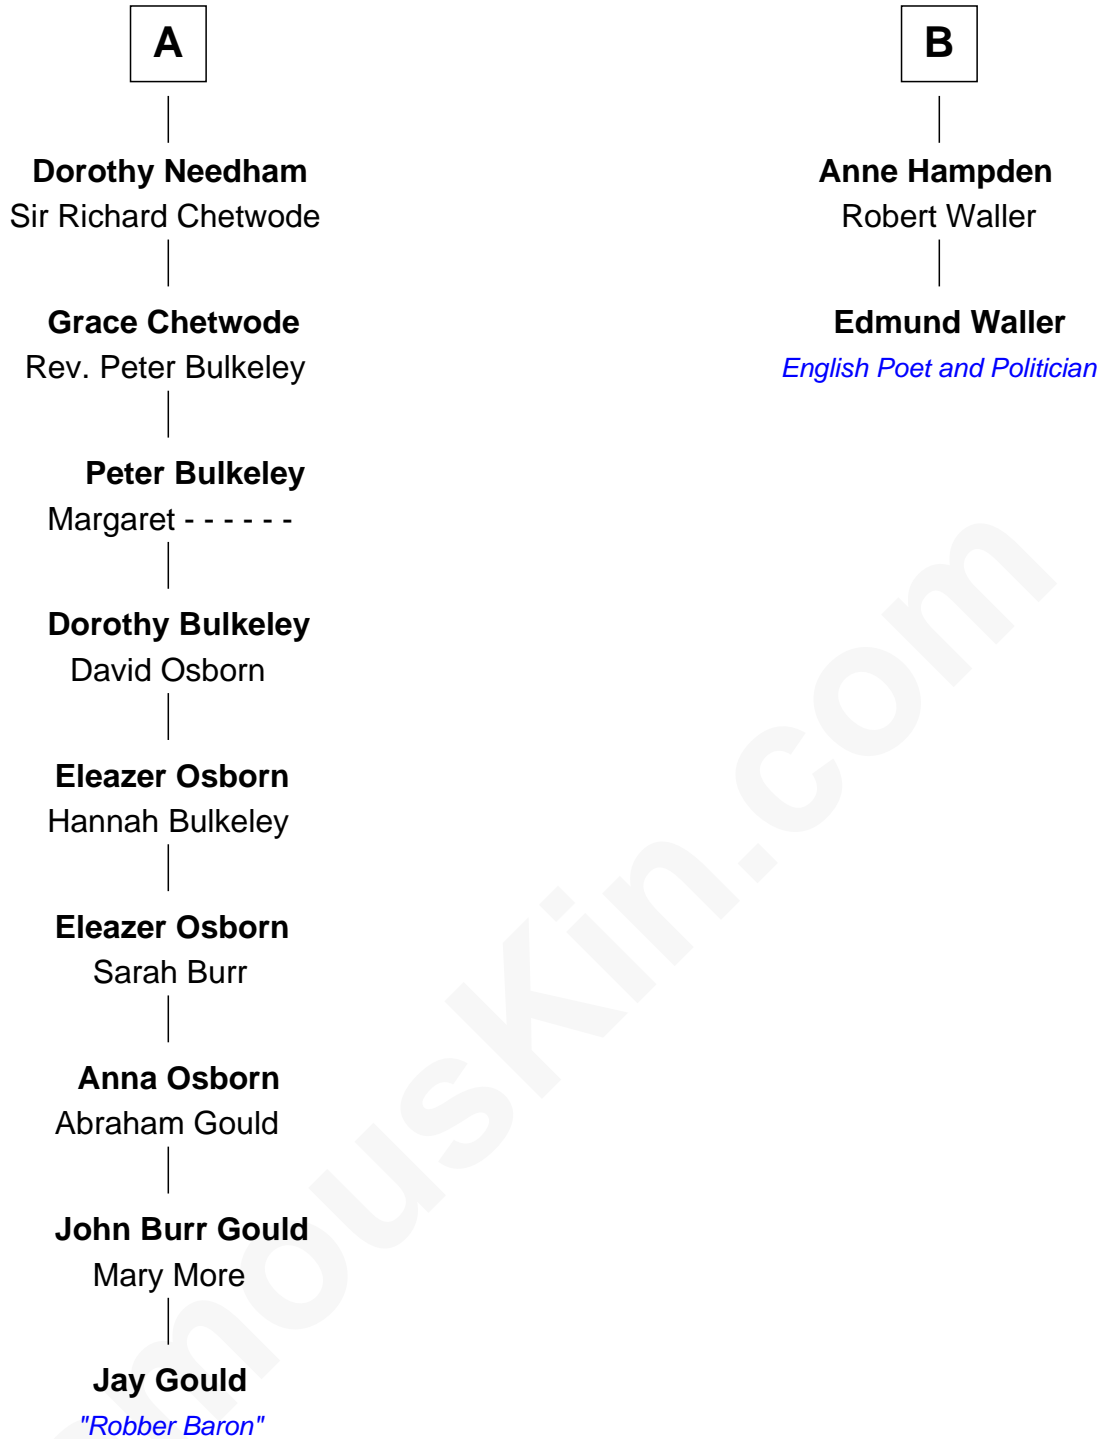 A
Dorothy Needham
Sir Richard Chetwode
Grace Chetwode
Rev. Peter Bulkeley
Peter Bulkeley
Margaret - - - - - -
Dorothy Bulkeley
David Osborn
Eleazer Osborn
Hannah Bulkeley
Eleazer Osborn
Sarah Burr
Anna Osborn
Abraham Gould
John Burr Gould
Mary More
Jay Gould
"Robber Baron"
B
Anne Hampden
Robert Waller
Edmund Waller
English Poet and Politician
mousKin.com